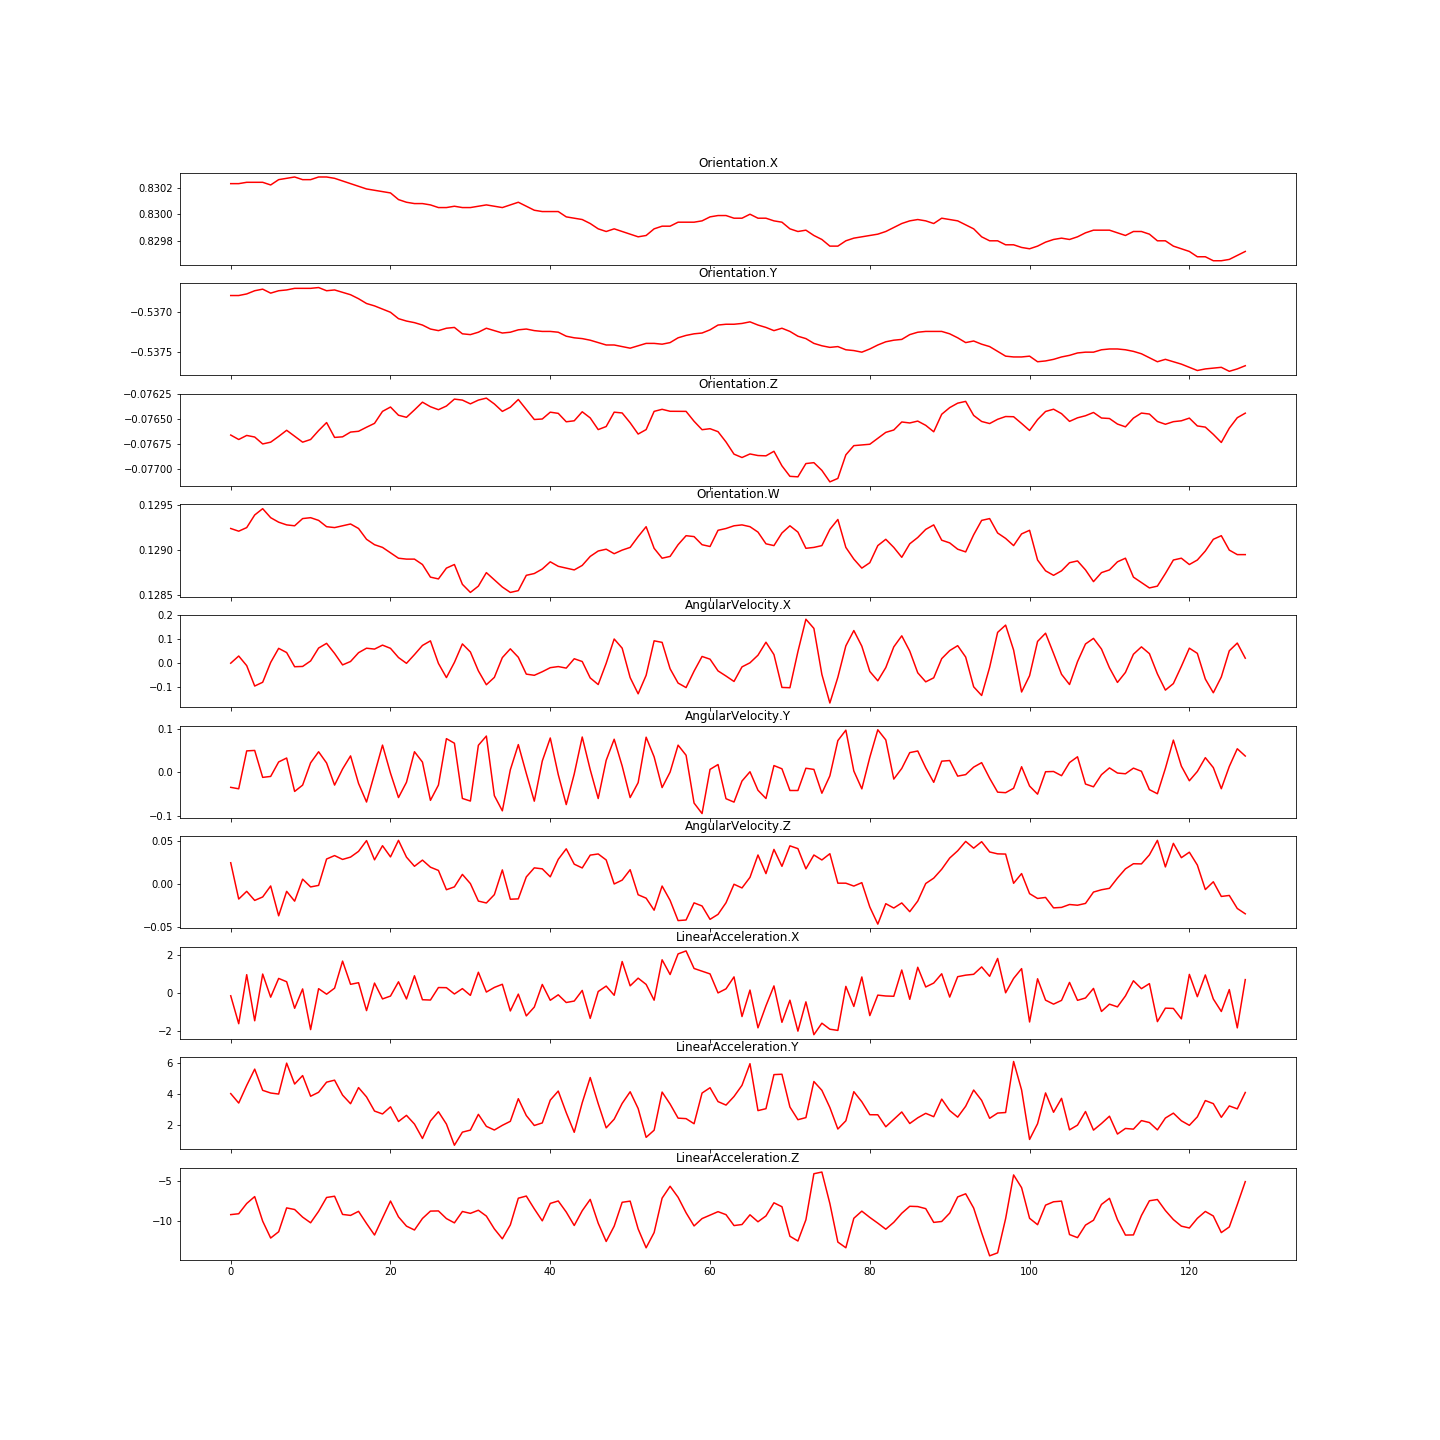 Orientation.X
0.8302
0.8300
0.8298
Orientation.Y
−0.5370
−0.5375
Orientation.Z
−0.07625
−0.07650
−0.07675
−0.07700
Orientation.W
0.1295
0.1290
0.1285
AngularVelocity.X
0.2
0.1
0.0
−0.1
AngularVelocity.Y
0.1
0.0
−0.1
AngularVelocity.Z
0.05
0.00
−0.05
LinearAcceleration.X
2
0
−2
LinearAcceleration.Y
6
4
2
LinearAcceleration.Z
−5
−10
0 20 40 60 80 100 120